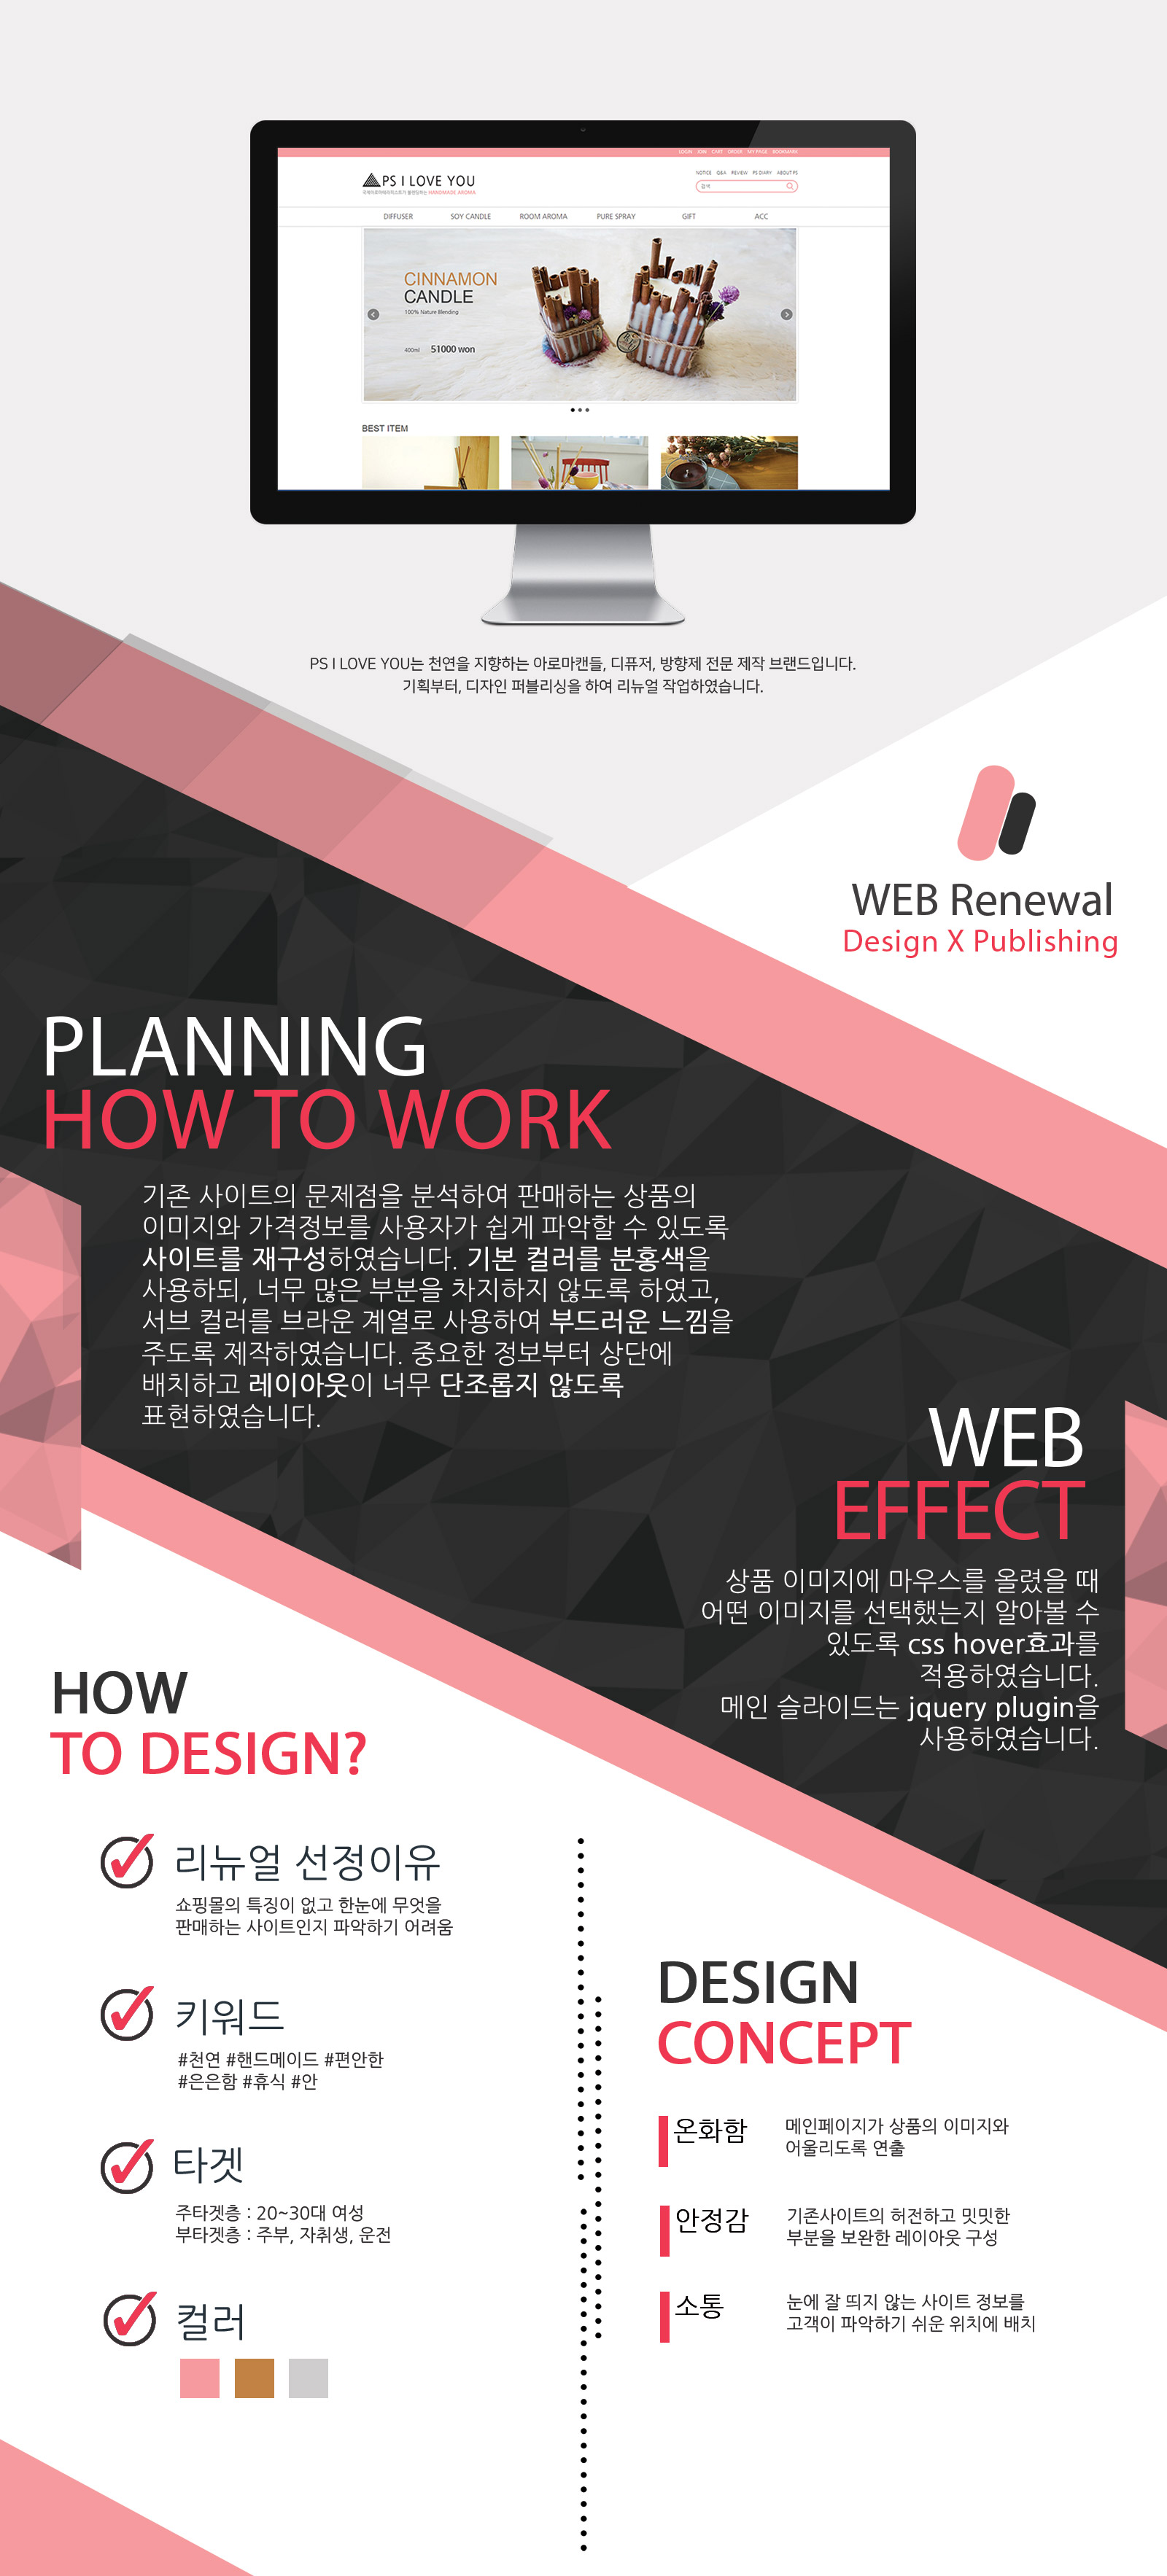 LOGIN JOIN CART ORDER MY PAGE BOOKMARK
PS I LOVE YOU
국제아로마테라피스트가 블렌딩하는 HANDMADE AROMA
NOTICE Q&A REVIEW PS DIARY ABOUT PS
검색
DIFFUSER SOY CANDLE ROOM AROMA PURE SPRAY GIFT ACC
CINNAMON
CANDLE
100% Nature Blending
400ml 51000 won
BEST ITEM
PS I LOVE YOU는 천연을 지향하는 아로마캔들, 디퓨저, 방향제 전문 제작 브랜드입니다.
기획부터, 디자인 퍼블리싱을 하여 리뉴얼 작업하였습니다.
WEB Renewal
Design X Publishing
PLANNING
HOW TO WORK
기존 사이트의 문제점을 분석하여 판매하는 상품의
이미지와 가격정보를 사용자가 쉽게 파악할 수 있도록
사이트를 재구성하였습니다. 기본 컬러를 분홍색을
사용하되, 너무 많은 부분을 차지하지 않도록 하였고,
서브 컬러를 브라운 계열로 사용하여 부드러운 느낌을
주도록 제작하였습니다. 중요한 정보부터 상단에
배치하고 레이아웃이 너무 단조롭지 않도록
표현하였습니다.
WEB
EFFECT
상품 이미지에 마우스를 올렸을 때
어떤 이미지를 선택했는지 알아볼 수
있도록 css hover효과를
적용하였습니다.
메인 슬라이드는 jquery plugin을
사용하였습니다.
HOW
TO DESIGN?
리뉴얼 선정이유
쇼핑몰의 특징이 없고 한눈에 무엇을
판매하는 사이트인지 파악하기 어려움
키워드
#천연 #핸드메이드 #편안한
#은은함 #휴식 #안
타겟
주타겟층 : 20~30대 여성
부타겟층 : 주부, 자취생, 운전
컬러
DESIGN
CONCEPT
온화함
메인페이지가 상품의 이미지와
어울리도록 연출
안정감
기존사이트의 허전하고 밋밋한
부분을 보완한 레이아웃 구성
소통
눈에 잘 띄지 않는 사이트 정보를
고객이 파악하기 쉬운 위치에 배치